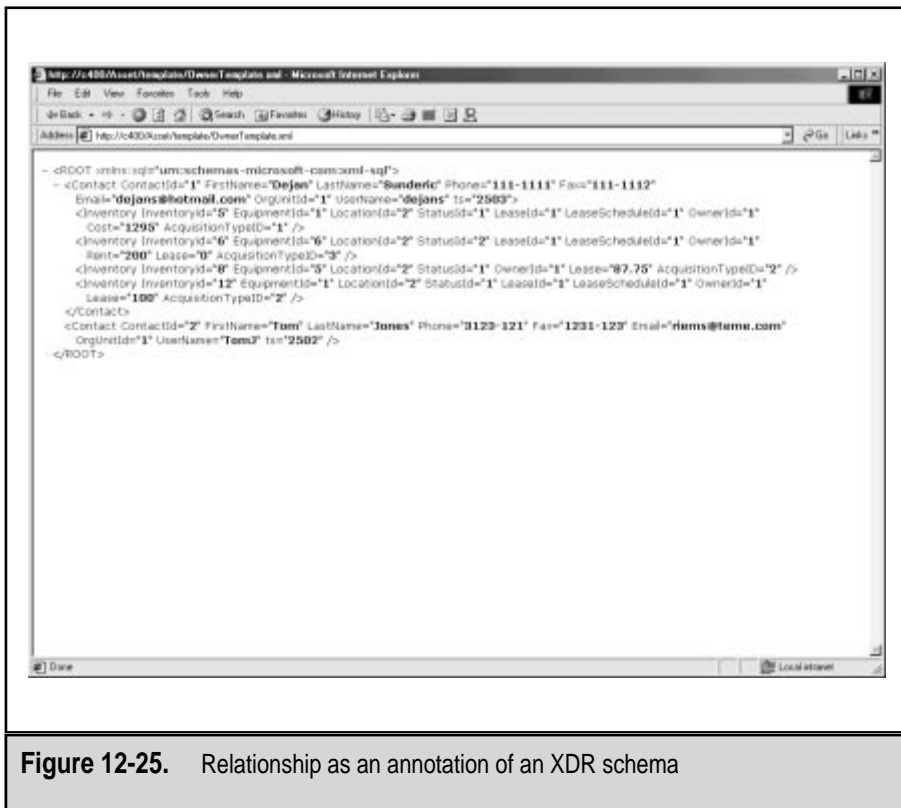 http://c400/Asset/template/OwnerTemplate.xml - Microsoft Internet Explorer
File Edit View Favorites Tools Help
Back Search Favorites History
Address http://c400/Asset/template/OwnerTemplate.xml Go Links
- <ROOT xmlns:sql="urn:schemas-microsoft-com:xml-sql">
- <Contact ContactId="1" FirstName="Dejan" LastName="Sunderic" Phone="111-1111" Fax="111-1112"
Email="dejans@hotmail.com" OrgUnitId="1" UserName="dejans" ts="2503">
<Inventory Inventoryid="5" EquipmentId="1" LocationId="2" StatusId="1" LeaseId="1" LeaseScheduleId="1" OwnerId="1"
Cost="1295" AcquisitionTypeID="1" />
<Inventory Inventoryid="6" EquipmentId="6" LocationId="2" StatusId="2" LeaseId="1" LeaseScheduleId="1" OwnerId="1"
Rent="200" Lease="0" AcquisitionTypeID="3" />
<Inventory Inventoryid="8" EquipmentId="5" LocationId="2" StatusId="1" OwnerId="1" Lease="87.75" AcquisitionTypeID="2" />
<Inventory Inventoryid="12" EquipmentId="1" LocationId="2" StatusId="1" LeaseId="1" LeaseScheduleId="1" OwnerId="1"
Lease="100" AcquisitionTypeID="2" />
</Contact>
<Contact ContactId="2" FirstName="Tom" LastName="Jones" Phone="3123-121" Fax="1231-123" Email="riems@teme.com"
OrgUnitId="1" UserName="TomJ" ts="2502" />
</ROOT>
Done Local intranet
Figure 12-25. Relationship as an annotation of an XDR schema